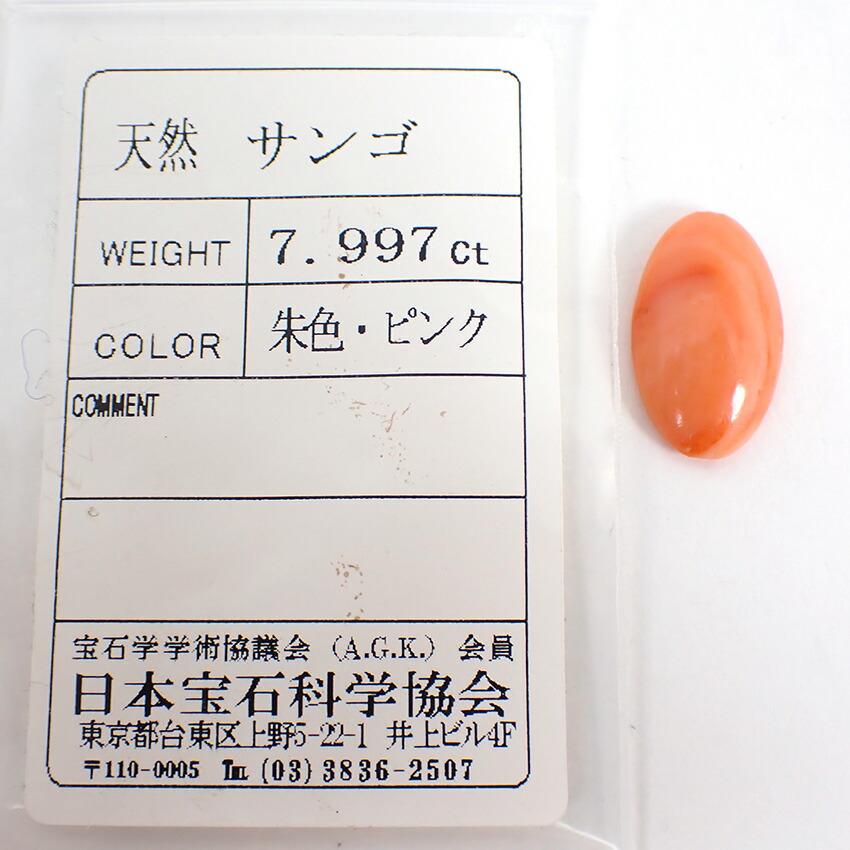 天然　サンゴ
WEIGHT 7.997ct
COLOR 朱色・ピンク
COMMENT
宝石学学術協議会（A.G.K.）会員
日本宝石科学協会
東京都台東区上野5-22-1 井上ビル4F
〒110-0005 ℡(03)3836-2507